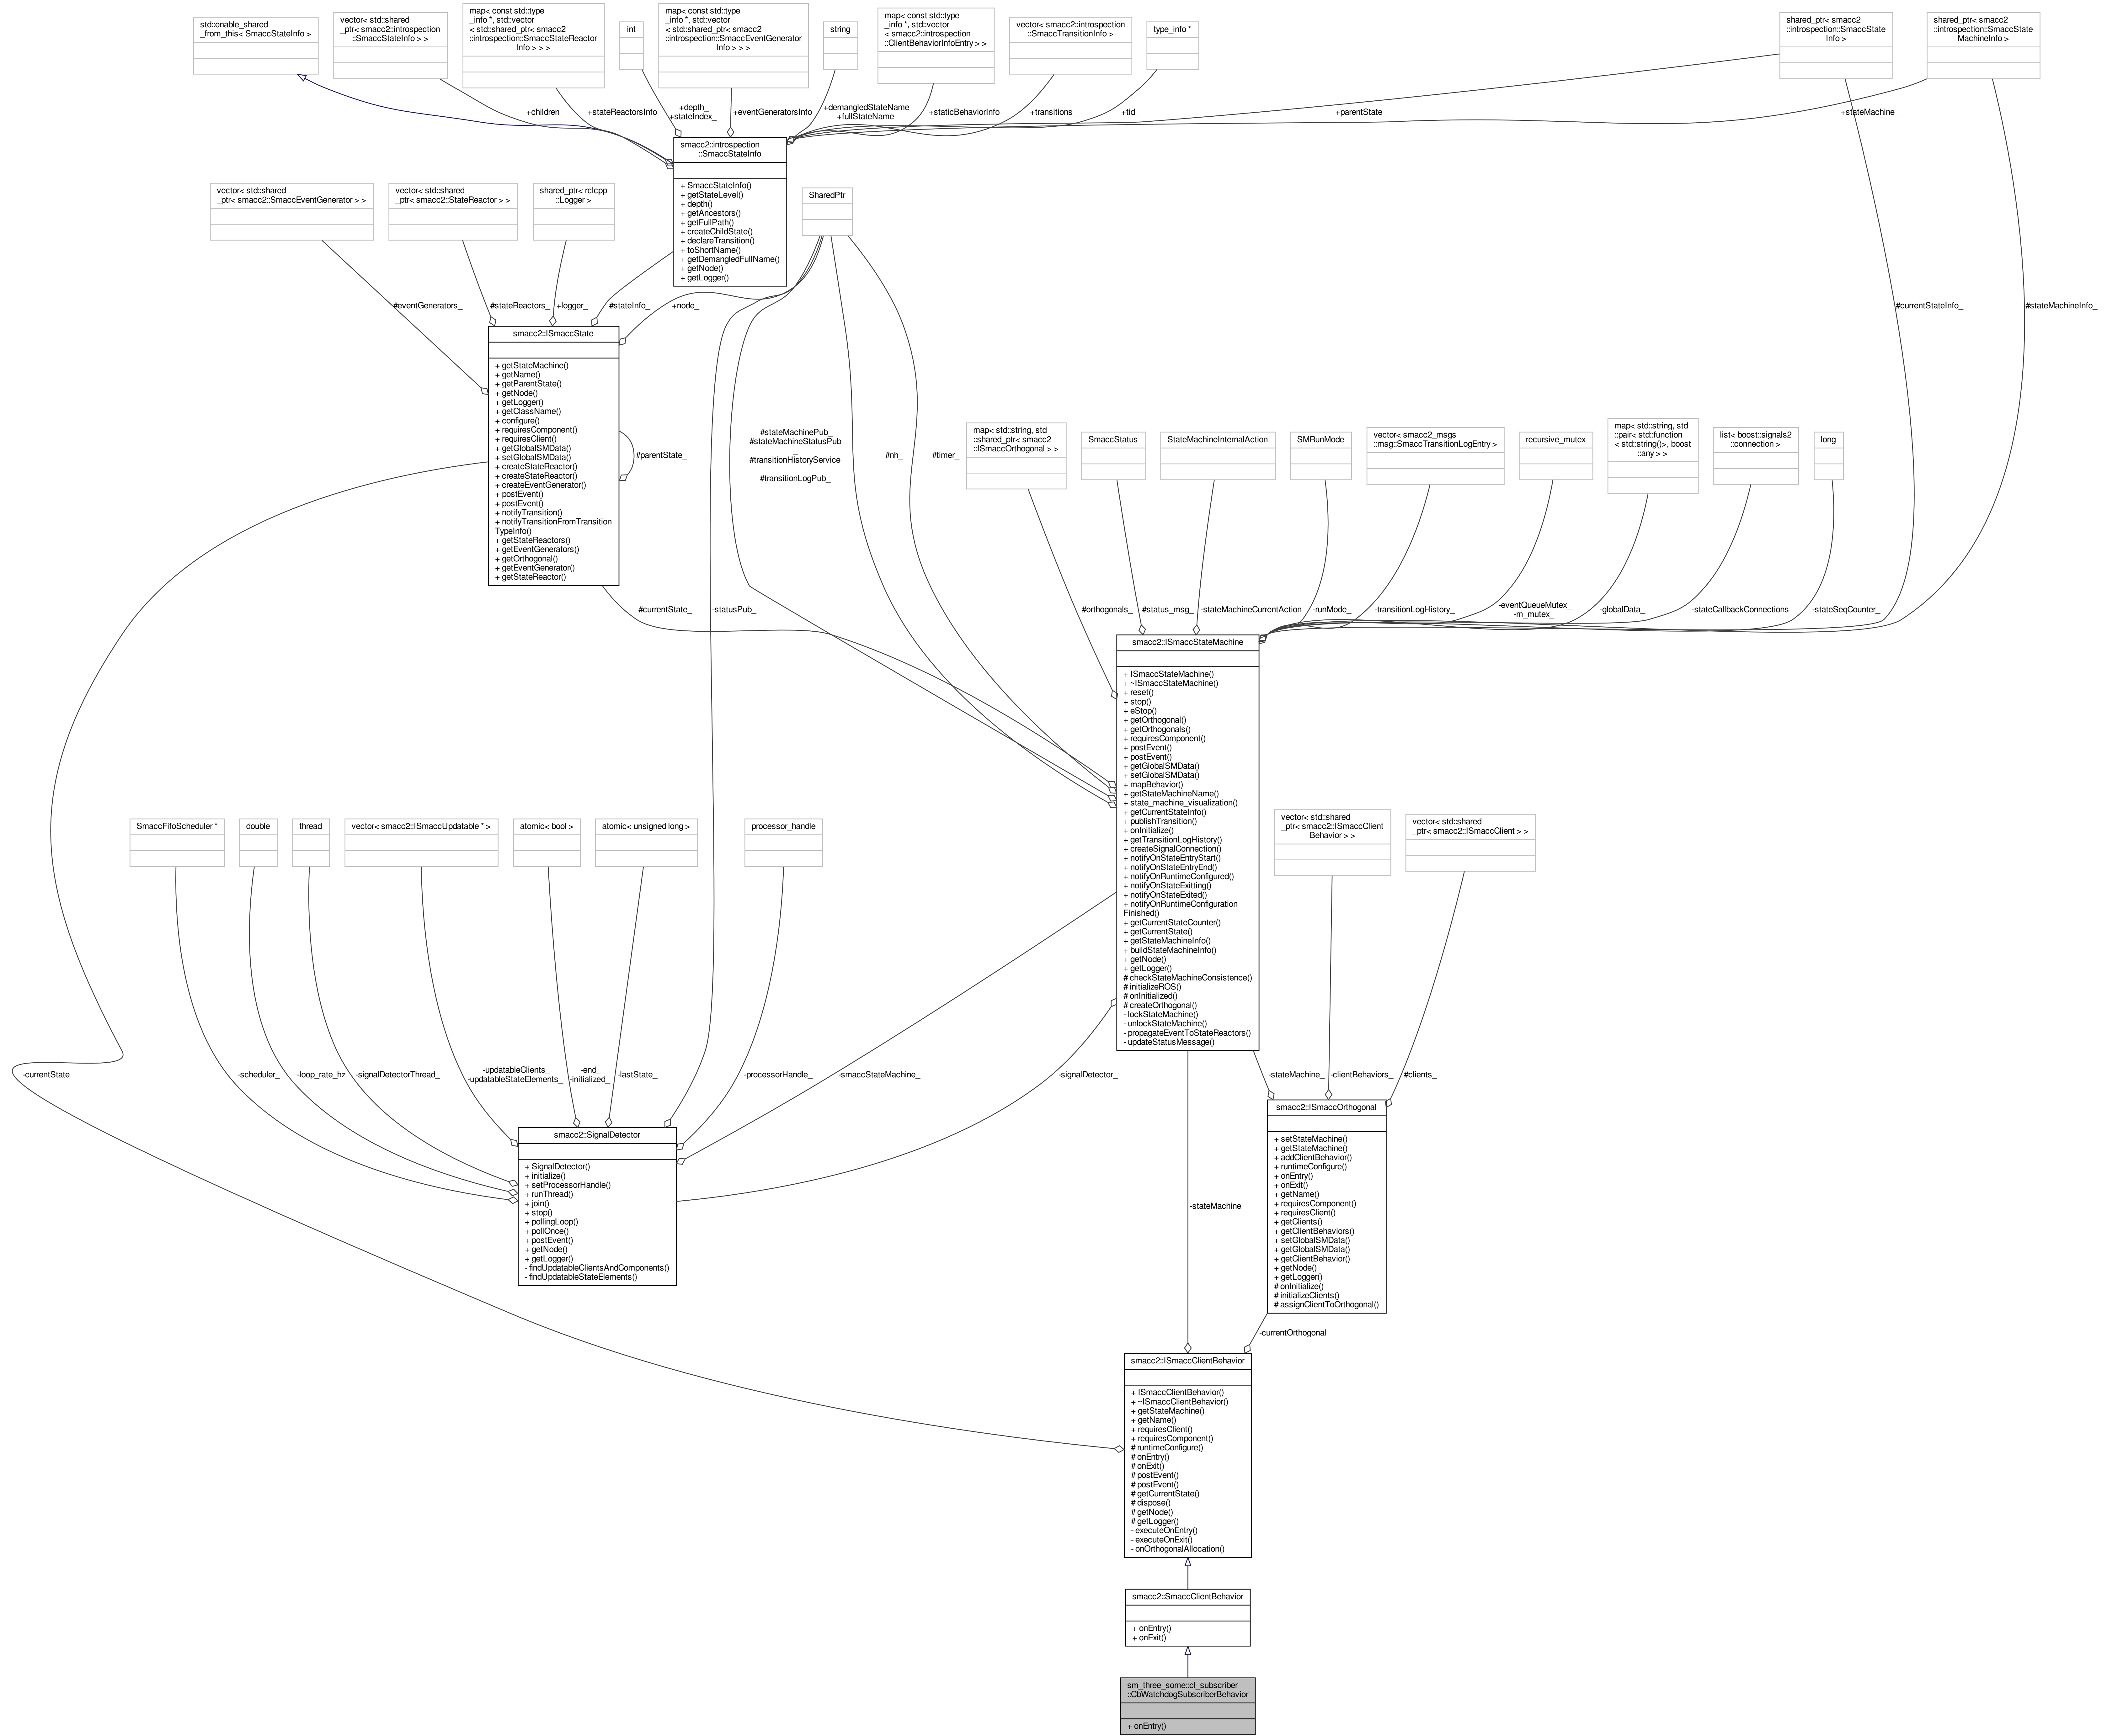 std::enable_shared
_from_this< SmaccStateInfo >
vector< std::shared
_ptr< smacc2::introspection
::SmaccStateInfo > >
map< const std::type
_info *, std::vector
< std::shared_ptr< smacc2
::introspection::SmaccStateReactor
Info > > >
int
map< const std::type
_info *, std::vector
< std::shared_ptr< smacc2
::introspection::SmaccEventGenerator
Info > > >
string
map< const std::type
_info *, std::vector
< smacc2::introspection
::ClientBehaviorInfoEntry > >
vector< smacc2::introspection
::SmaccTransitionInfo >
type_info *
shared_ptr< smacc2
::introspection::SmaccState
Info >
shared_ptr< smacc2
::introspection::SmaccState
MachineInfo >
+children_
+stateReactorsInfo
+depth_
+stateIndex_
+eventGeneratorsInfo
+demangledStateName
+fullStateName
+staticBehaviorInfo
+transitions_
+tid_
+parentState_
+stateMachine_
smacc2::introspection
::SmaccStateInfo
+ SmaccStateInfo()
+ getStateLevel()
+ depth()
+ getAncestors()
+ getFullPath()
+ createChildState()
+ declareTransition()
+ toShortName()
+ getDemangledFullName()
+ getNode()
+ getLogger()
vector< std::shared
_ptr< smacc2::SmaccEventGenerator > >
vector< std::shared
_ptr< smacc2::StateReactor > >
shared_ptr< rclcpp
::Logger >
SharedPtr
#eventGenerators_
#stateReactors_
+logger_
#stateInfo_
+node_
#currentStateInfo_
#stateMachineInfo_
smacc2::ISmaccState
+ getStateMachine()
+ getName()
+ getParentState()
+ getNode()
+ getLogger()
+ getClassName()
+ configure()
+ requiresComponent()
+ requiresClient()
+ getGlobalSMData()
+ setGlobalSMData()
+ createStateReactor()
+ createStateReactor()
+ createEventGenerator()
+ postEvent()
+ postEvent()
+ notifyTransition()
+ notifyTransitionFromTransition
TypeInfo()
+ getStateReactors()
+ getEventGenerators()
+ getOrthogonal()
+ getEventGenerator()
+ getStateReactor()
#parentState_
#stateMachinePub_
#stateMachineStatusPub
_
#transitionHistoryService
_
#transitionLogPub_
#nh_
#timer_
map< std::string, std
::shared_ptr< smacc2
::ISmaccOrthogonal > >
SmaccStatus
StateMachineInternalAction
SMRunMode
vector< smacc2_msgs
::msg::SmaccTransitionLogEntry >
recursive_mutex
map< std::string, std
::pair< std::function
< std::string()>, boost
::any > >
list< boost::signals2
::connection >
long
#currentState_
-statusPub_
#orthogonals_
#status_msg_
-stateMachineCurrentAction
-runMode_
-transitionLogHistory_
-eventQueueMutex_
-m_mutex_
-globalData_
-stateCallbackConnections
-stateSeqCounter_
smacc2::ISmaccStateMachine
+ ISmaccStateMachine()
+ ~ISmaccStateMachine()
+ reset()
+ stop()
+ eStop()
+ getOrthogonal()
+ getOrthogonals()
+ requiresComponent()
+ postEvent()
+ postEvent()
+ getGlobalSMData()
+ setGlobalSMData()
+ mapBehavior()
+ getStateMachineName()
+ state_machine_visualization()
+ getCurrentStateInfo()
+ publishTransition()
+ onInitialize()
+ getTransitionLogHistory()
+ createSignalConnection()
+ notifyOnStateEntryStart()
+ notifyOnStateEntryEnd()
+ notifyOnRuntimeConfigured()
+ notifyOnStateExitting()
+ notifyOnStateExited()
+ notifyOnRuntimeConfiguration
Finished()
+ getCurrentStateCounter()
+ getCurrentState()
+ getStateMachineInfo()
+ buildStateMachineInfo()
+ getNode()
+ getLogger()
# checkStateMachineConsistence()
# initializeROS()
# onInitialized()
# createOrthogonal()
- lockStateMachine()
- unlockStateMachine()
- propagateEventToStateReactors()
- updateStatusMessage()
SmaccFifoScheduler *
double
thread
vector< smacc2::ISmaccUpdatable * >
atomic< bool >
atomic< unsigned long >
processor_handle
vector< std::shared
_ptr< smacc2::ISmaccClient
Behavior > >
vector< std::shared
_ptr< smacc2::ISmaccClient > >
-currentState
-scheduler_
-loop_rate_hz
-signalDetectorThread_
-updatableClients_
-updatableStateElements_
-end_
-initialized_
-lastState_
-processorHandle_
-smaccStateMachine_
-signalDetector_
-stateMachine_
-clientBehaviors_
#clients_
smacc2::SignalDetector
+ SignalDetector()
+ initialize()
+ setProcessorHandle()
+ runThread()
+ join()
+ stop()
+ pollingLoop()
+ pollOnce()
+ postEvent()
+ getNode()
+ getLogger()
- findUpdatableClientsAndComponents()
- findUpdatableStateElements()
smacc2::ISmaccOrthogonal
+ setStateMachine()
+ getStateMachine()
+ addClientBehavior()
+ runtimeConfigure()
+ onEntry()
+ onExit()
+ getName()
+ requiresComponent()
+ requiresClient()
+ getClients()
+ getClientBehaviors()
+ setGlobalSMData()
+ getGlobalSMData()
+ getClientBehavior()
+ getNode()
+ getLogger()
# onInitialize()
# initializeClients()
# assignClientToOrthogonal()
-stateMachine_
-currentOrthogonal
smacc2::ISmaccClientBehavior
+ ISmaccClientBehavior()
+ ~ISmaccClientBehavior()
+ getStateMachine()
+ getName()
+ requiresClient()
+ requiresComponent()
# runtimeConfigure()
# onEntry()
# onExit()
# postEvent()
# postEvent()
# getCurrentState()
# dispose()
# getNode()
# getLogger()
- executeOnEntry()
- executeOnExit()
- onOrthogonalAllocation()
smacc2::SmaccClientBehavior
+ onEntry()
+ onExit()
sm_three_some::cl_subscriber
::CbWatchdogSubscriberBehavior
+ onEntry()